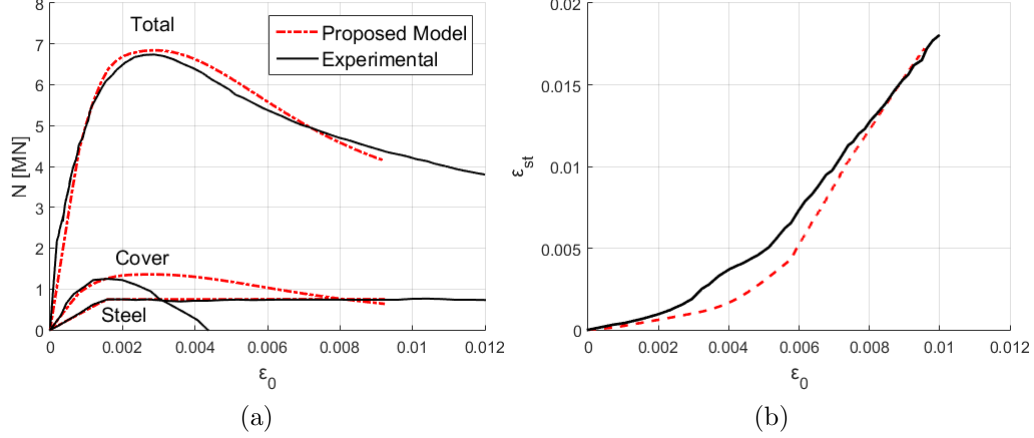 8
7
6
5
4
3
2
1
0
N [MN]
Total
Proposed Model
Experimental
Cover
Steel
0 0.002 0.004 0.006 0.008 0.01 0.012
ε0
(a)
0.02
0.015
0.01
0.005
0
εst
0 0.002 0.004 0.006 0.008 0.01 0.012
ε0
(b)